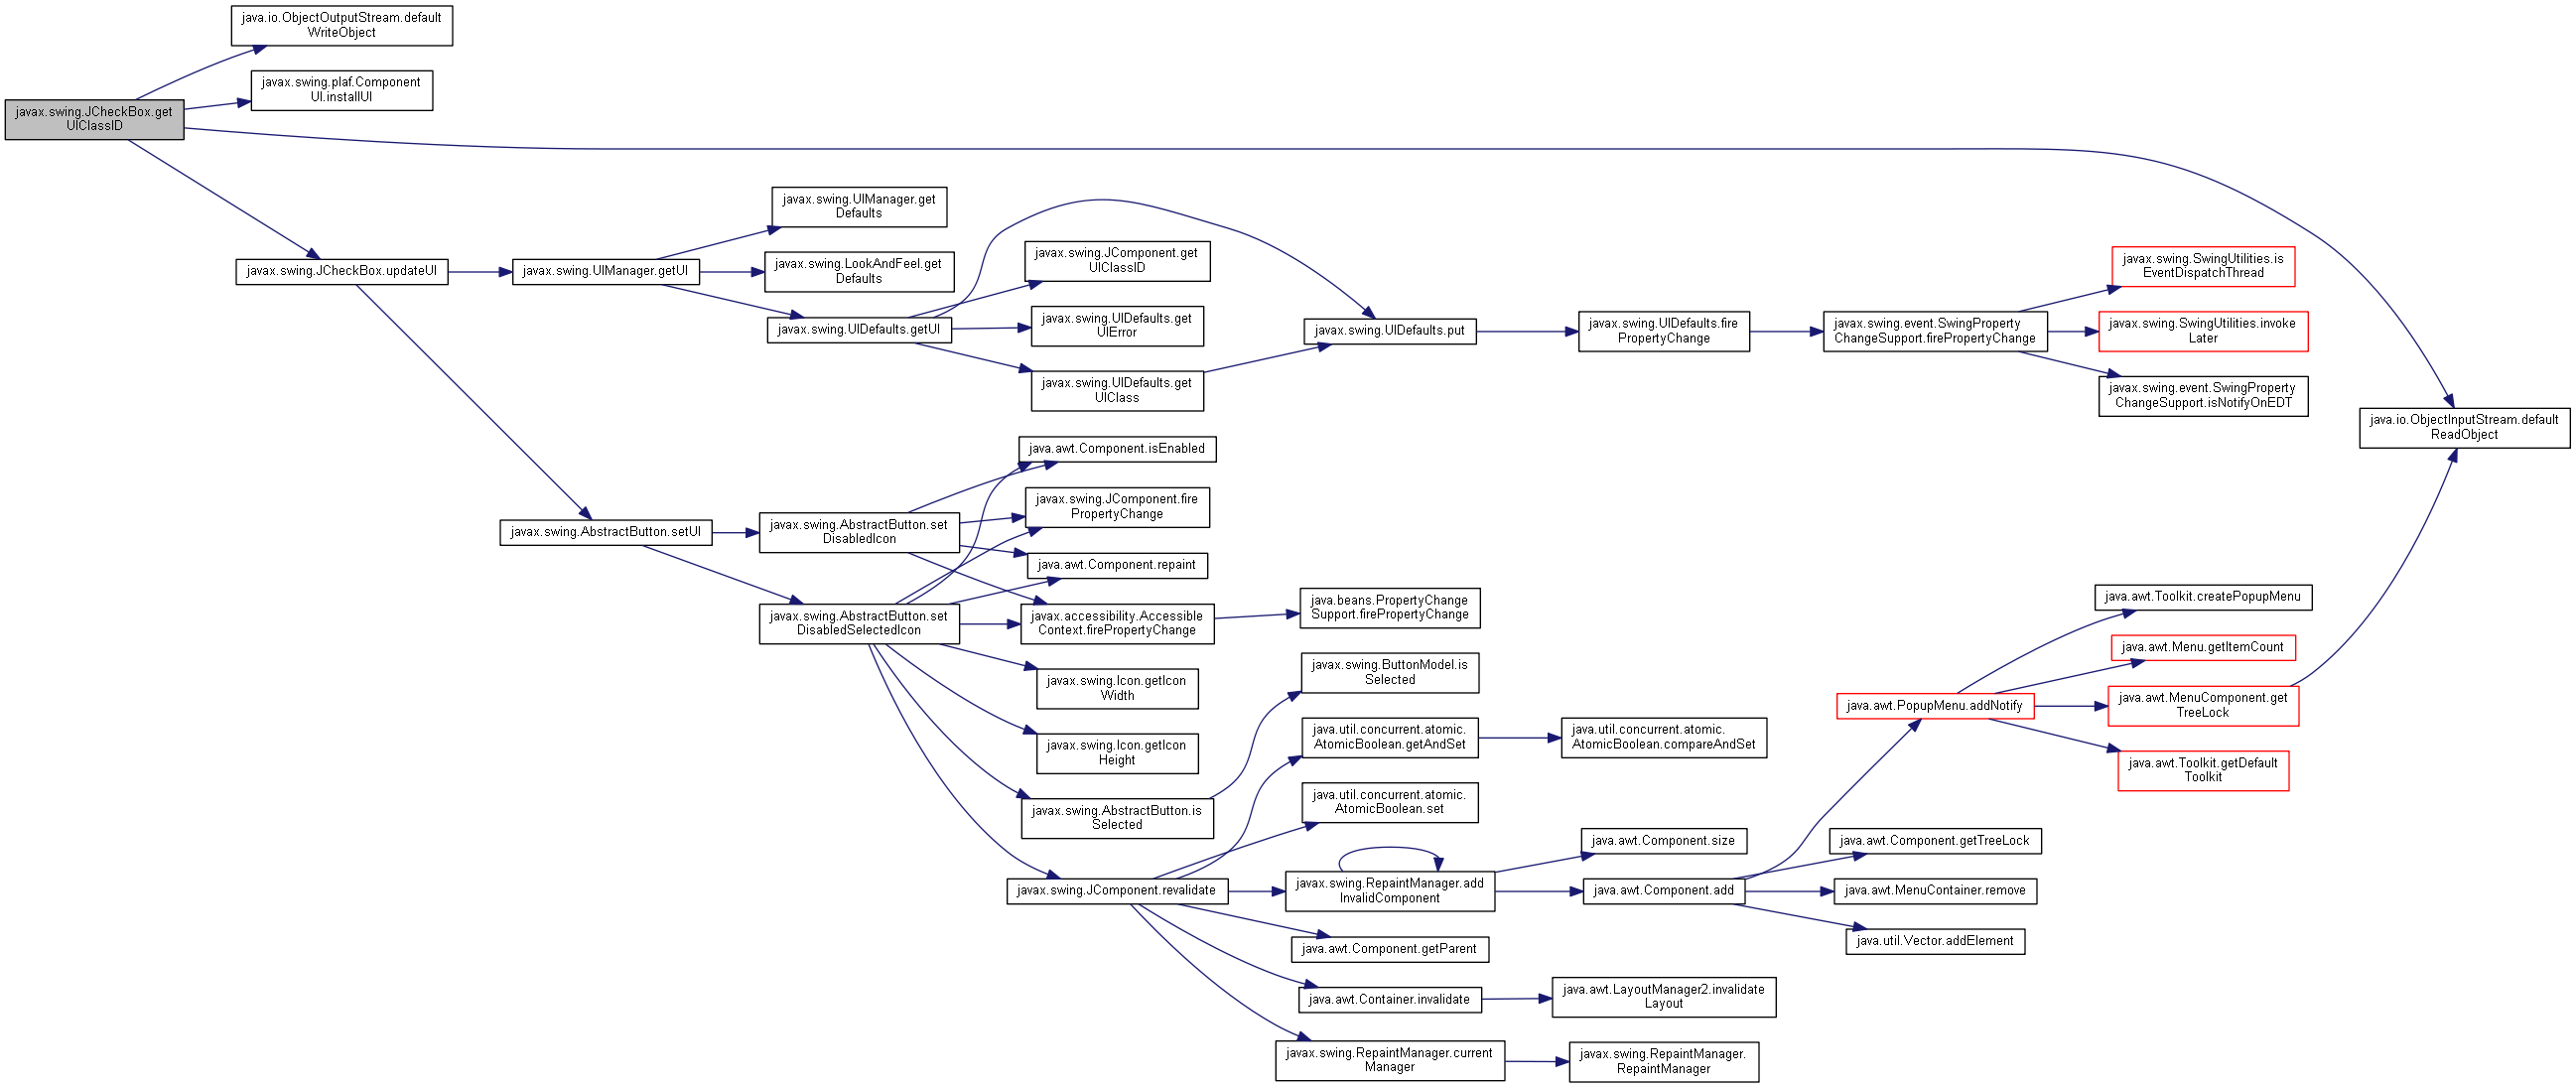 java.io.ObjectOutputStream.default
WriteObject
javax.swing.plaf.Component
UI.installUI
javax.swing.JCheckBox.get
UIClassID
javax.swing.UIManager.get
Defaults
javax.swing.JCheckBox.updateUI
javax.swing.UIManager.getUI
javax.swing.LookAndFeel.get
Defaults
javax.swing.UIDefaults.getUI
javax.swing.JComponent.get
UIClassID
javax.swing.UIDefaults.get
UIError
javax.swing.UIDefaults.get
UIClass
javax.swing.UIDefaults.put
javax.swing.UIDefaults.fire
PropertyChange
javax.swing.event.SwingProperty
ChangeSupport.firePropertyChange
javax.swing.SwingUtilities.is
EventDispatchThread
javax.swing.SwingUtilities.invoke
Later
javax.swing.event.SwingProperty
ChangeSupport.isNotifyOnEDT
java.io.ObjectInputStream.default
ReadObject
javax.swing.AbstractButton.setUI
javax.swing.AbstractButton.set
DisabledIcon
javax.swing.AbstractButton.set
DisabledSelectedIcon
java.awt.Component.isEnabled
javax.swing.JComponent.fire
PropertyChange
java.awt.Component.repaint
javax.accessibility.Accessible
Context.firePropertyChange
java.beans.PropertyChange
Support.firePropertyChange
javax.swing.Icon.getIcon
Width
javax.swing.Icon.getIcon
Height
javax.swing.AbstractButton.is
Selected
javax.swing.ButtonModel.is
Selected
javax.swing.JComponent.revalidate
java.util.concurrent.atomic.
AtomicBoolean.getAndSet
java.util.concurrent.atomic.
AtomicBoolean.compareAndSet
java.util.concurrent.atomic.
AtomicBoolean.set
javax.swing.RepaintManager.add
InvalidComponent
java.awt.Component.size
java.awt.Component.add
java.awt.PopupMenu.addNotify
java.awt.Toolkit.createPopupMenu
java.awt.Menu.getItemCount
java.awt.MenuComponent.get
TreeLock
java.awt.Toolkit.getDefault
Toolkit
java.awt.Component.getTreeLock
java.awt.MenuContainer.remove
java.util.Vector.addElement
java.awt.Component.getParent
java.awt.Container.invalidate
java.awt.LayoutManager2.invalidate
Layout
javax.swing.RepaintManager.current
Manager
javax.swing.RepaintManager.
RepaintManager